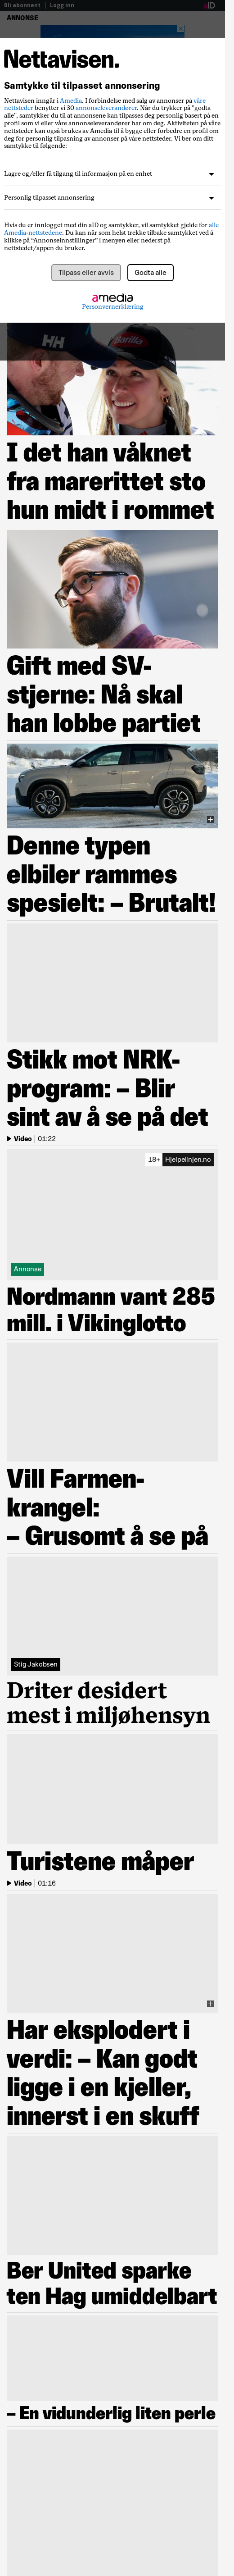 Bli abonnent | Logg inn
aID
ANNONSE
Nettavisen.
Samtykke til tilpasset annonsering
Nettavisen inngår i Amedia. I forbindelse med salg av annonser på våre
nettsteder benytter vi 30 annonseleverandører. Når du trykker på "godta
alle", samtykker du til at annonsene kan tilpasses deg personlig basert på en
profil om deg Amedia eller våre annonseleverandører har om deg. Aktiviteten din på våre
nettsteder kan også brukes av Amedia til å bygge eller forbedre en profil om
deg for personlig tilpasning av annonser på våre nettsteder. Vi ber om ditt
samtykke til følgende:
Lagre og/eller få tilgang til informasjon på en enhet
Personlig tilpasset annonsering
Hvis du er innlogget med din aID og samtykker, vil samtykket gjelde for alle
Amedia-nettstedene. Du kan når som helst trekke tilbake samtykket ved å
klikke på “Annonseinnstillinger” i menyen eller nederst på
nettstedet/appen du bruker.
Tilpass eller avvis
Godta alle
amedia
Personvernerklæring
HH
Barilla
I det han våknet
fra marerittet sto
hun midt i rommet
Gift med SV-
stjerne: Nå skal
han lobbe partiet
Denne typen
elbiler rammes
spesielt: – Brutalt!
Stikk mot NRK-
program: – Blir
sint av å se på det
Video | 01:22
18+ Hjelpelinjen.no
Annonse
Nordmann vant 285
mill. i Vikinglotto
Vill Farmen-
krangel:
– Grusomt å se på
Stig Jakobsen
Driter desidert
mest i miljøhensyn
Turistene måper
Video | 01:16
Har eksplodert i
verdi: – Kan godt
ligge i en kjeller,
innerst i en skuff
Ber United sparke
ten Hag umiddelbart
– En vidunderlig liten perle